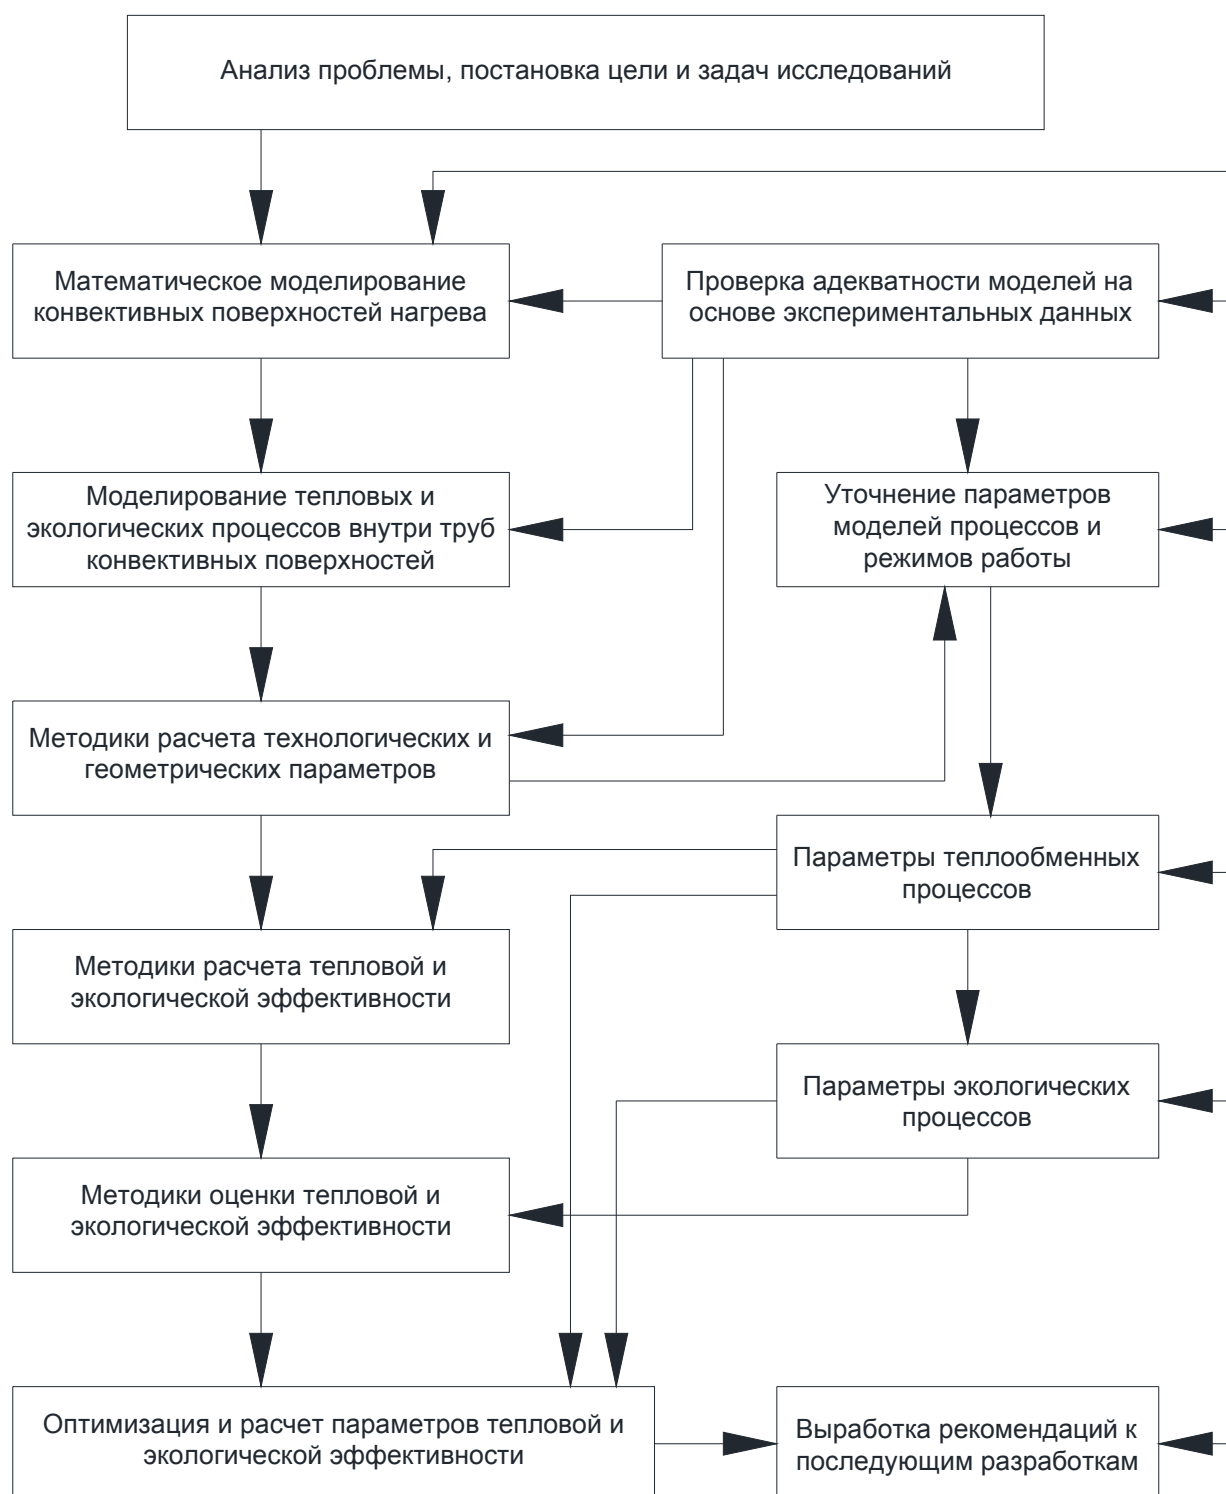 Анализ проблемы, постановка цели и задач исследований
Математическое моделирование
конвективных поверхностей нагрева
Проверка адекватности моделей на
основе экспериментальных данных
Моделирование тепловых и
экологических процессов внутри труб
конвективных поверхностей
Уточнение параметров
моделей процессов и
режимов работы
Методики расчета технологических и
геометрических параметров
Параметры теплообменных
процессов
Методики расчета тепловой и
экологической эффективности
Параметры экологических
процессов
Методики оценки тепловой и
экологической эффективности
Оптимизация и расчет параметров тепловой и
экологической эффективности
Выработка рекомендаций к
последующим разработкам